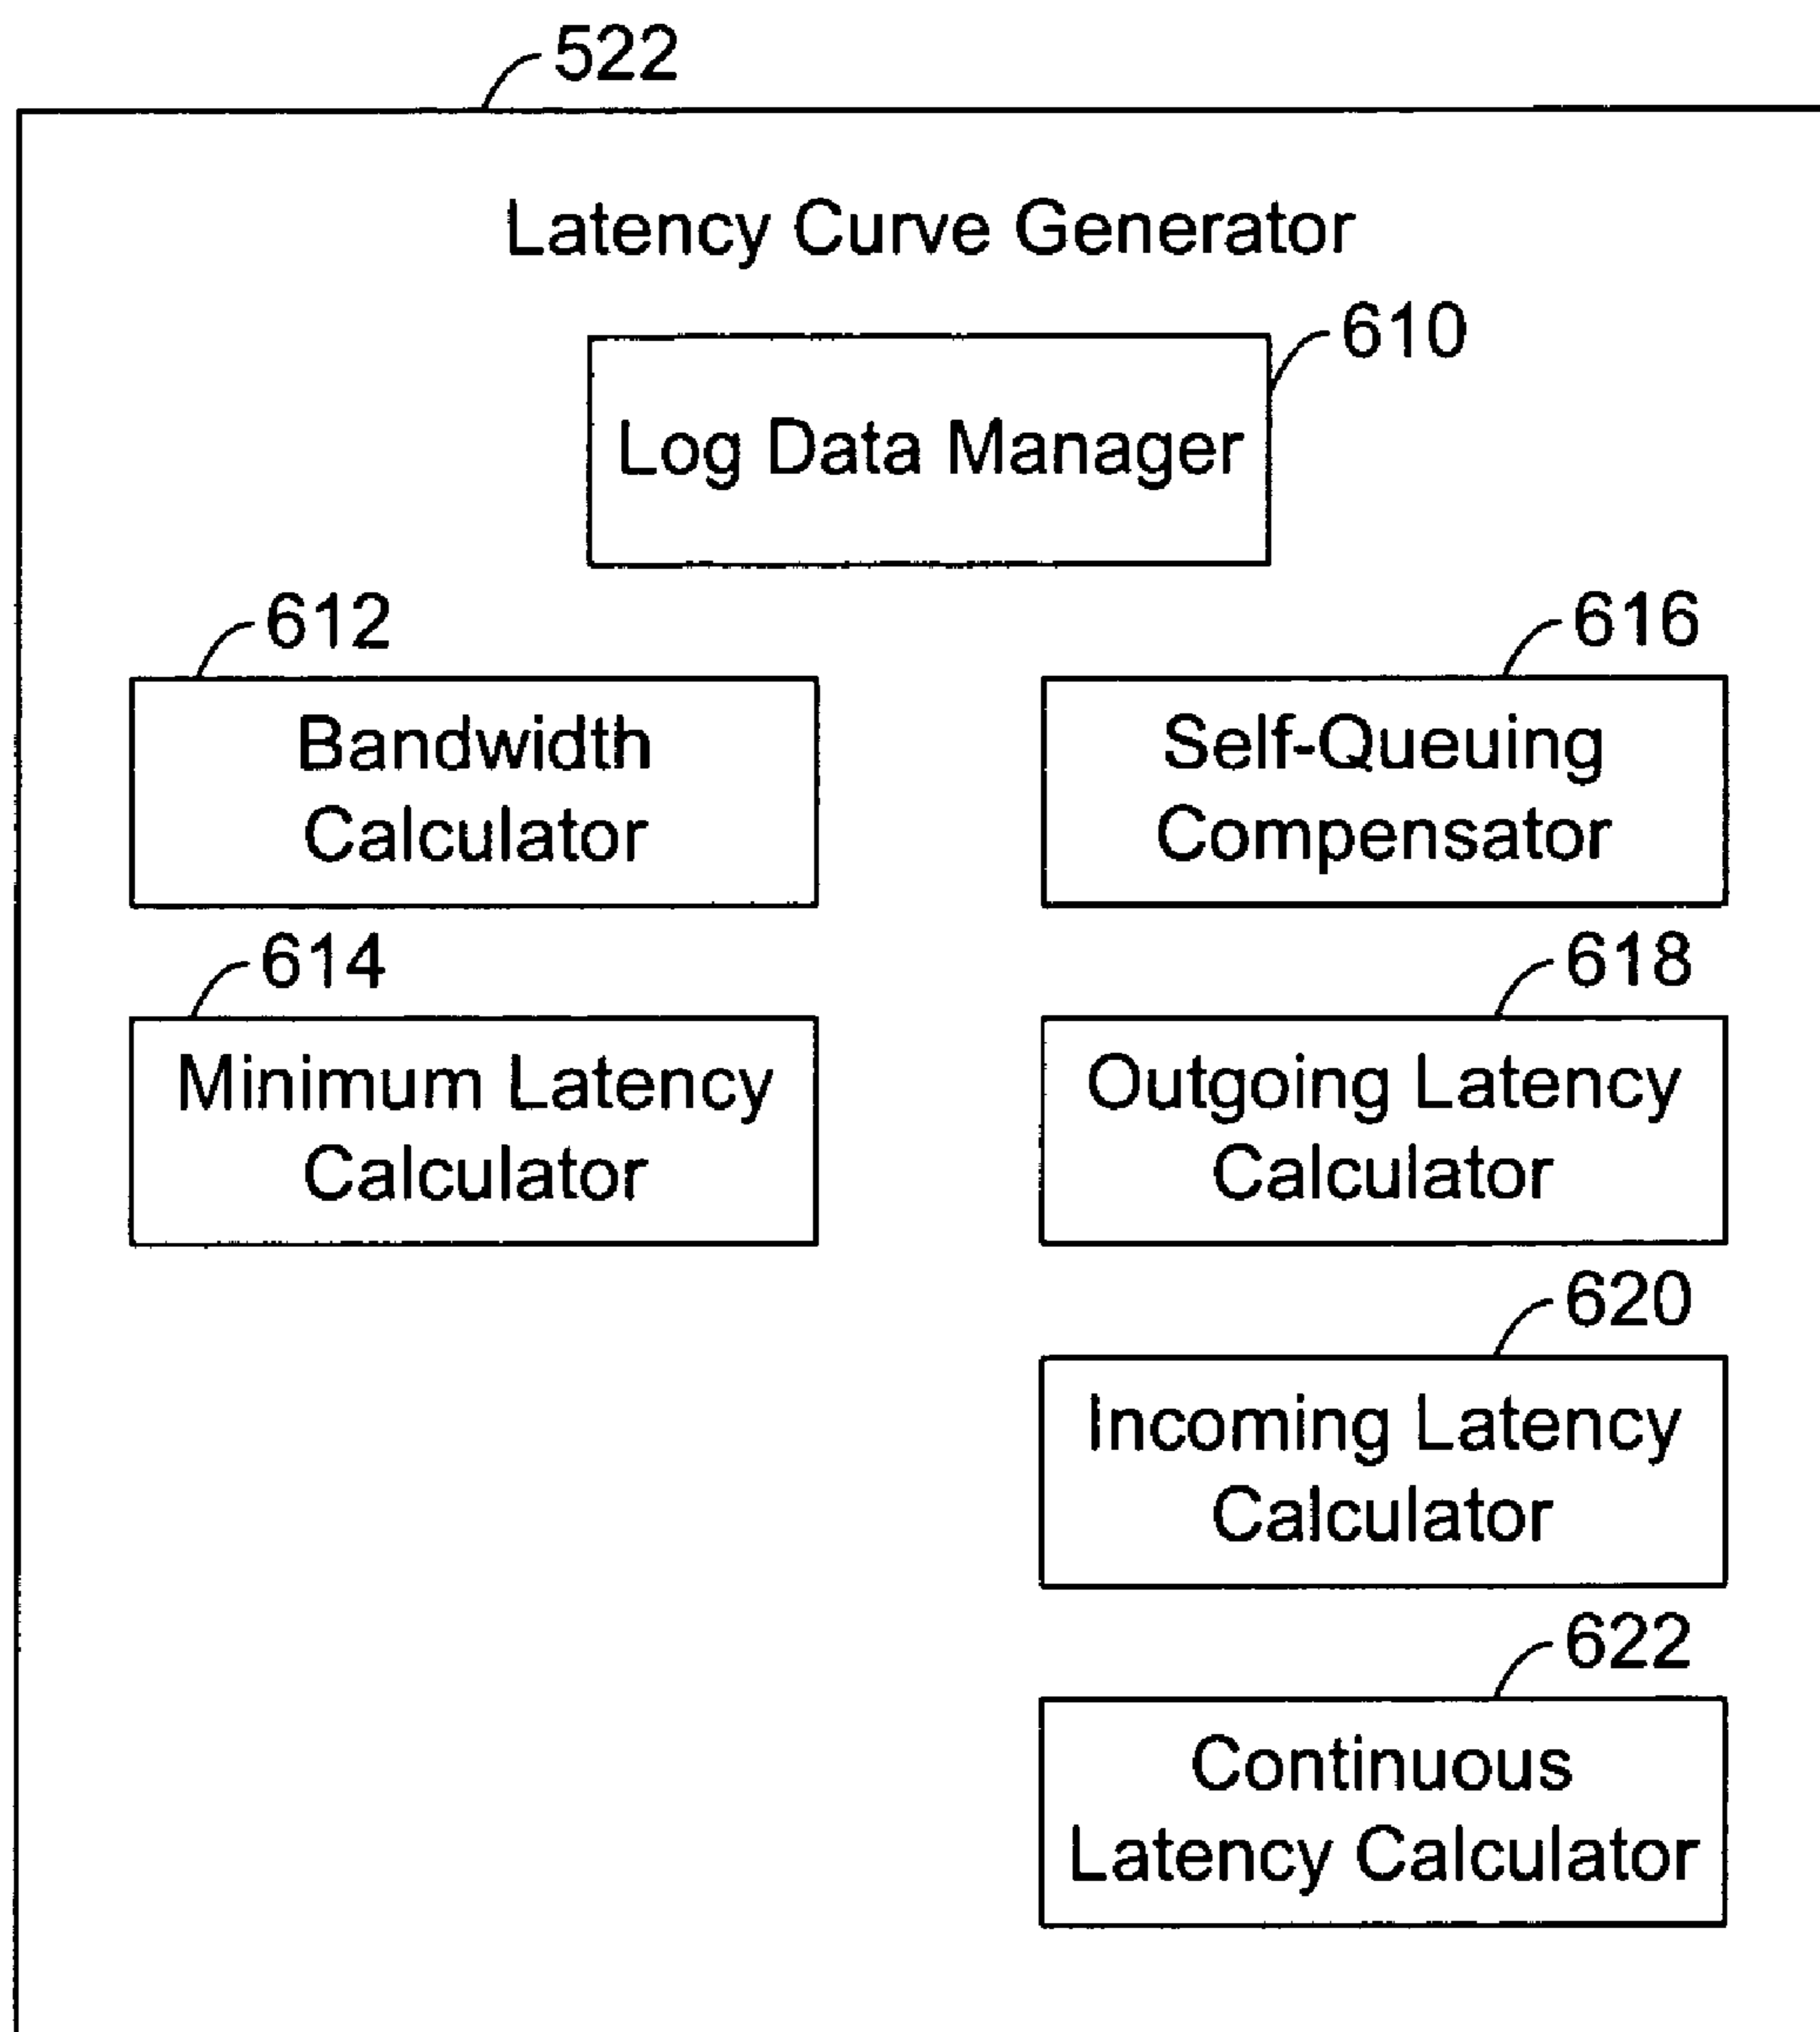 522
Latency Curve Generator
610
Log Data Manager
612
Bandwidth
Calculator
616
Self-Queuing
Compensator
614
Minimum Latency
Calculator
618
Outgoing Latency
Calculator
620
Incoming Latency
Calculator
622
Continuous
Latency Calculator